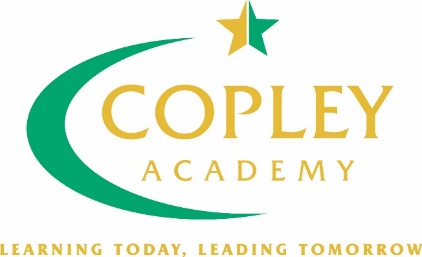 COPLEY
ACADEMY
LEARNING TODAY, LEADING TOMORROW